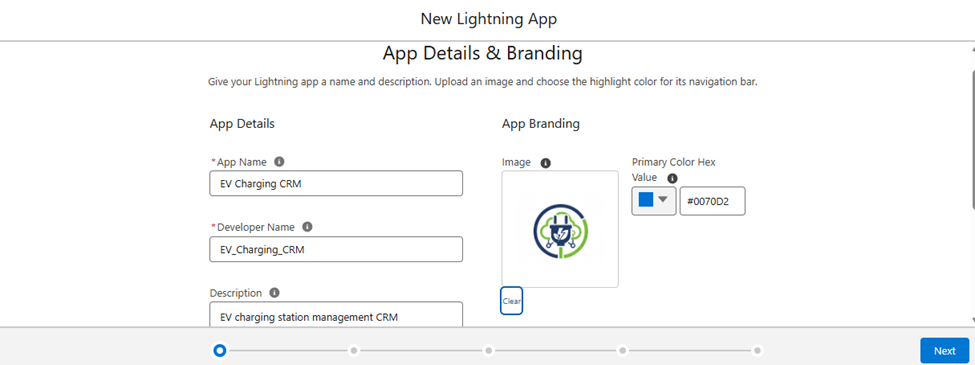 New Lightning App
App Details & Branding
Give your Lightning app a name and description. Upload an image and choose the highlight color for its navigation bar.
App Details
App Branding
*App Name
EV Charging CRM
*Developer Name
EV_Charging_CRM
Description
EV charging station management CRM
Image
Clear
Primary Color Hex
Value
#0070D2
Next